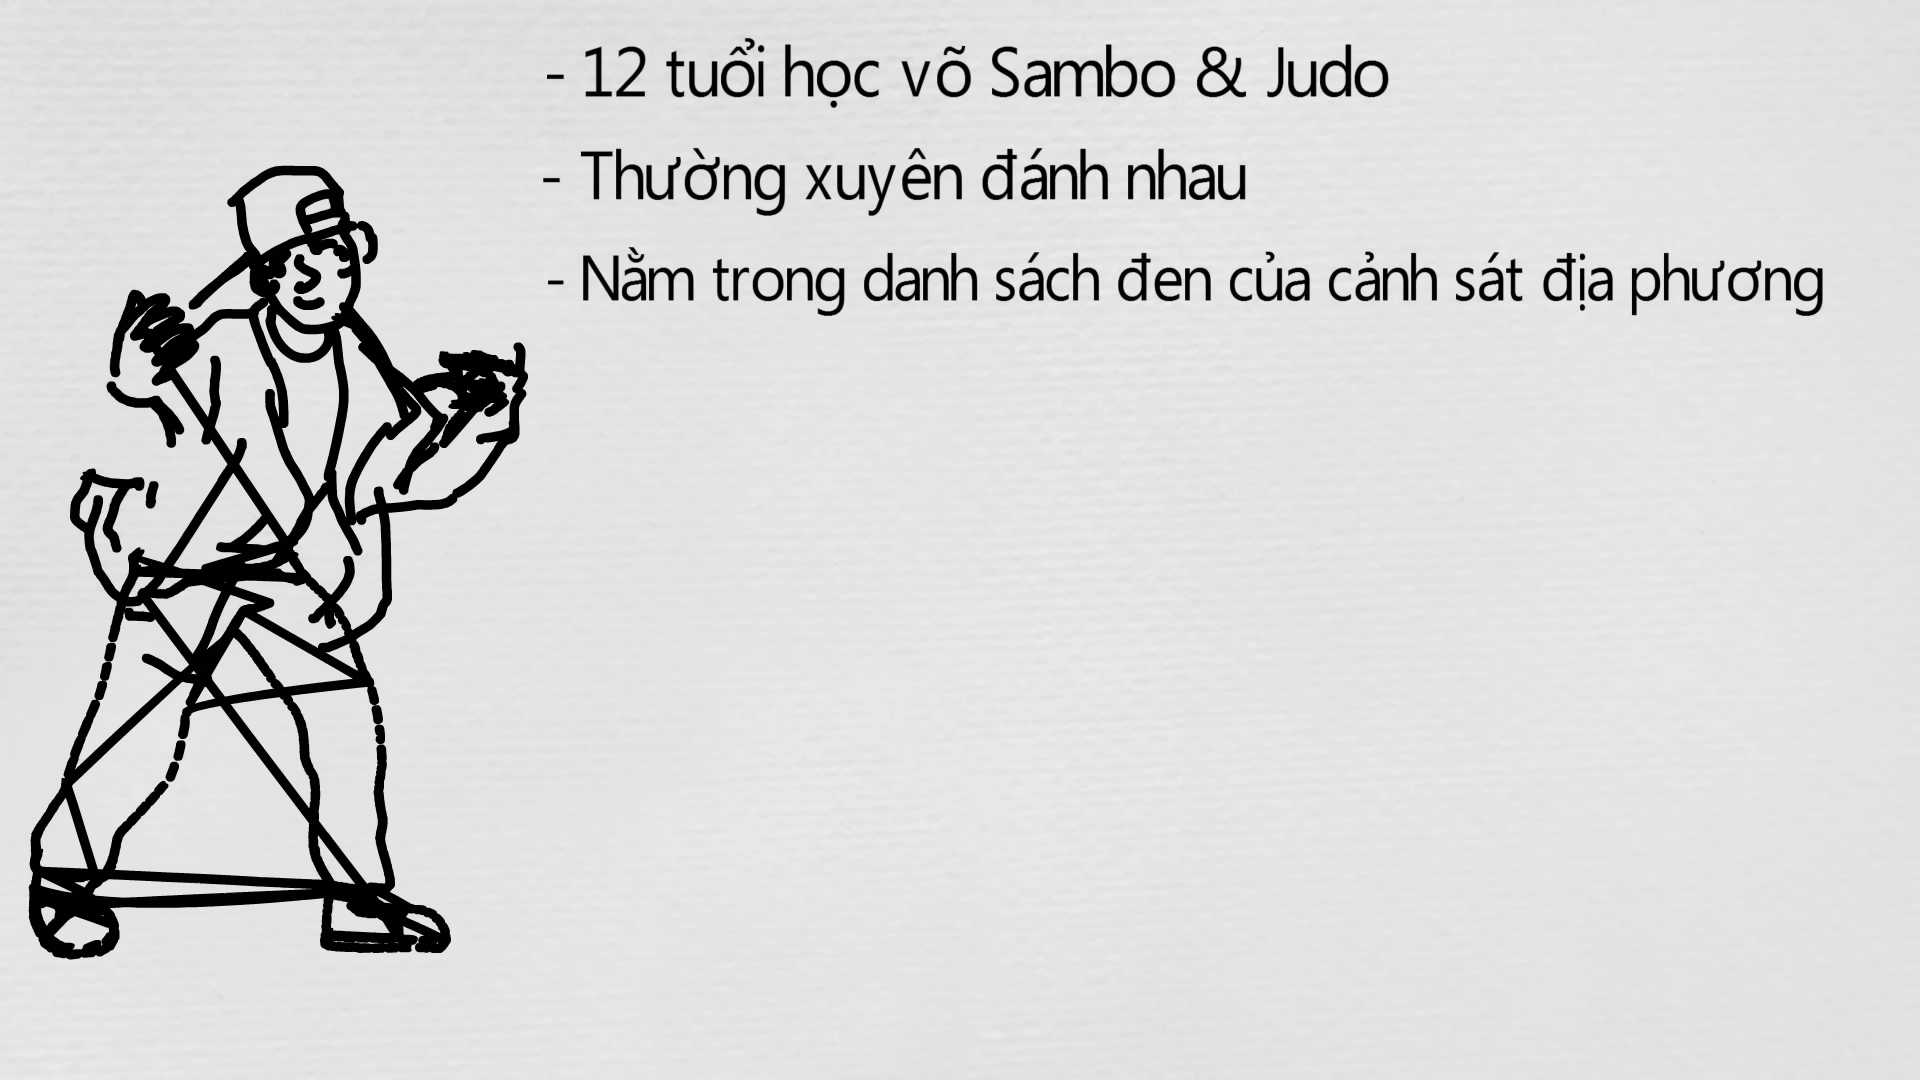 - 12 tuổi học võ Sambo & Judo
- Thường xuyên đánh nhau
- Nằm trong danh sách đen của cảnh sát địa phương